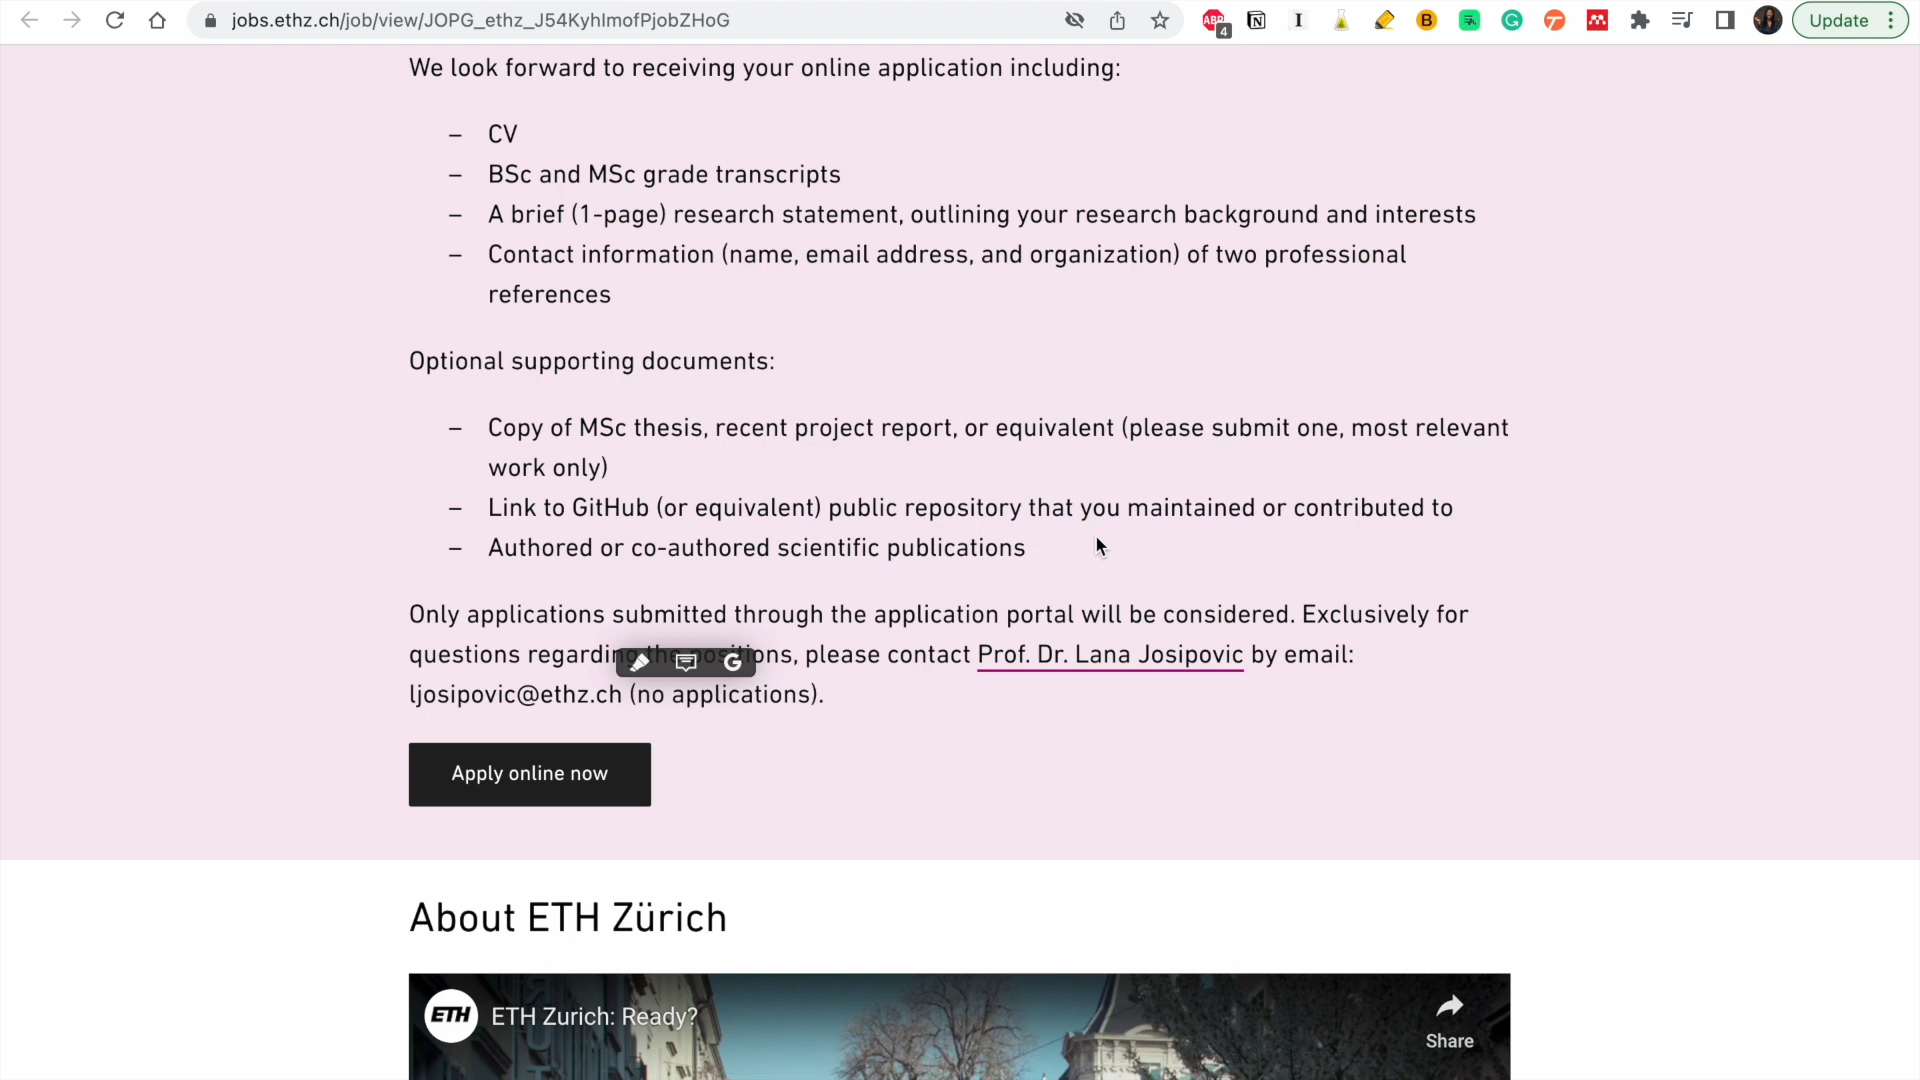 jobs.ethz.ch/job/view/JOPG_ethz_J54KyhImofPjobZHoG
ABP
4
N
I
B
G
Update
We look forward to receiving your online application including:
– CV
– BSc and MSc grade transcripts
– A brief (1-page) research statement, outlining your research background and interests
– Contact information (name, email address, and organization) of two professional
references
Optional supporting documents:
– Copy of MSc thesis, recent project report, or equivalent (please submit one, most relevant
work only)
– Link to GitHub (or equivalent) public repository that you maintained or contributed to
– Authored or co-authored scientific publications
Only applications submitted through the application portal will be considered. Exclusively for
questions regarding the positions, please contact Prof. Dr. Lana Josipovic by email:
ljosipovic@ethz.ch (no applications).
Apply online now
About ETH Zürich
ETH
ETH Zurich: Ready?
Share